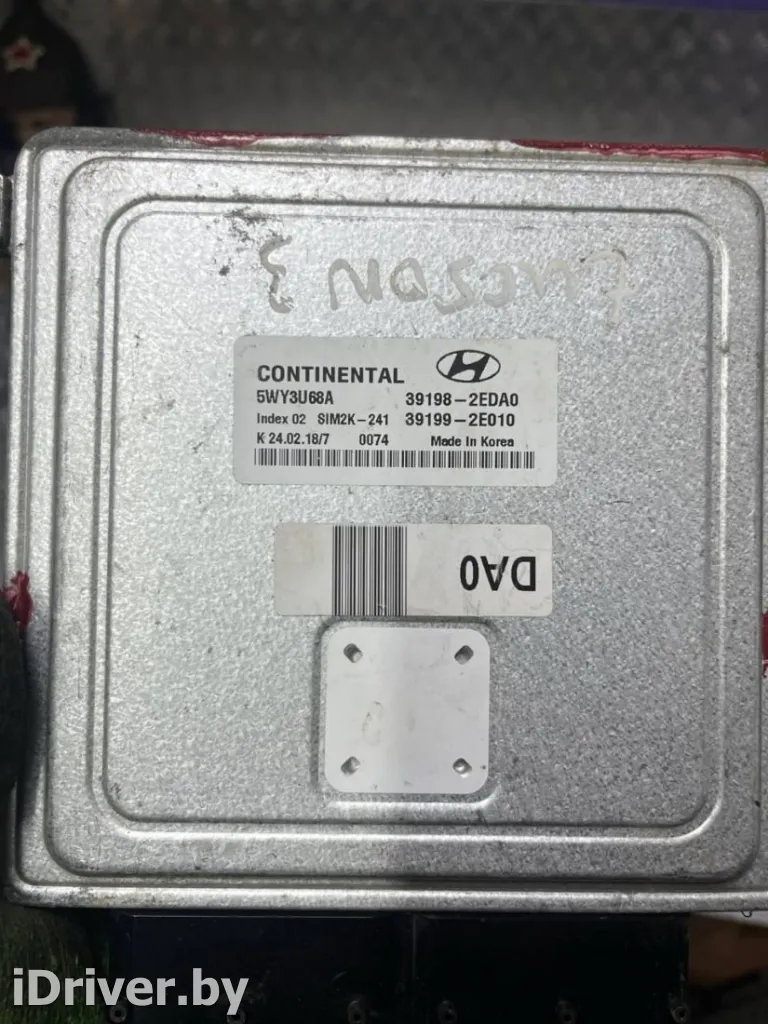 tucson 3
CONTINENTAL
5WY3U68A 39198-2EDA0
Index 02 SIM2K-241 39199-2E010
K 24.02.18/7 0074 Made in Korea
DA0
iDriver.by